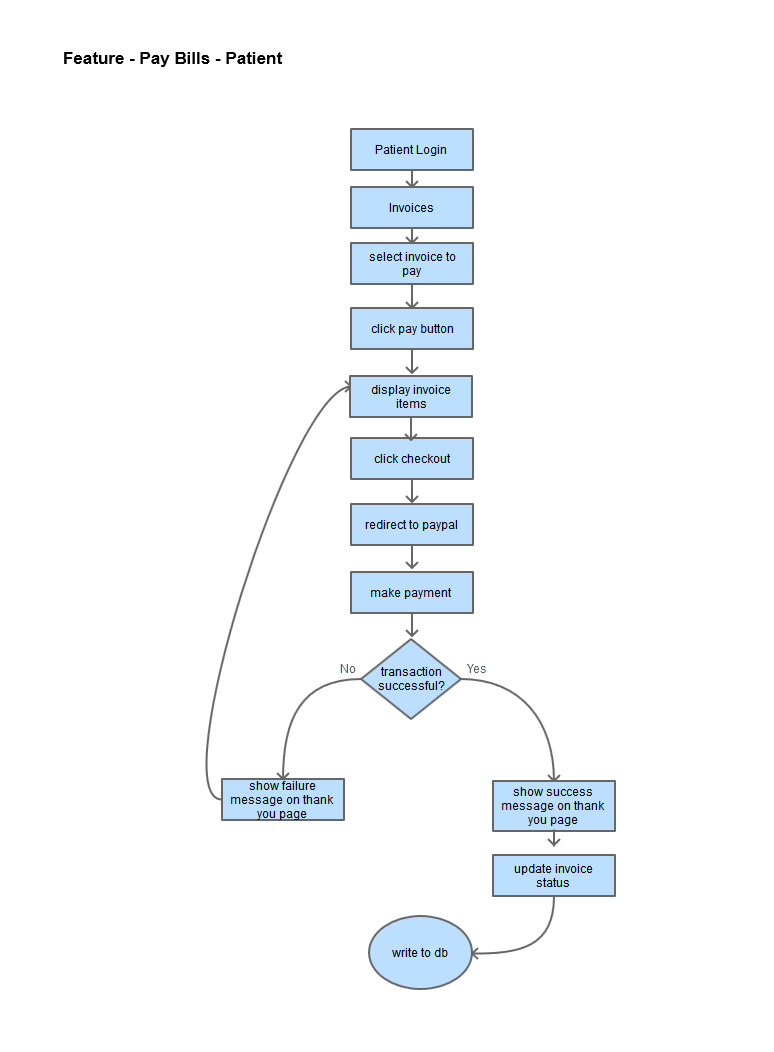 Feature - Pay Bills - Patient
Patient Login
Invoices
select invoice to
pay
click pay button
display invoice
items
click checkout
redirect to paypal
make payment
No
transaction
successful?
Yes
show failure
message on thank
you page
show success
message on thank
you page
update invoice
status
write to db